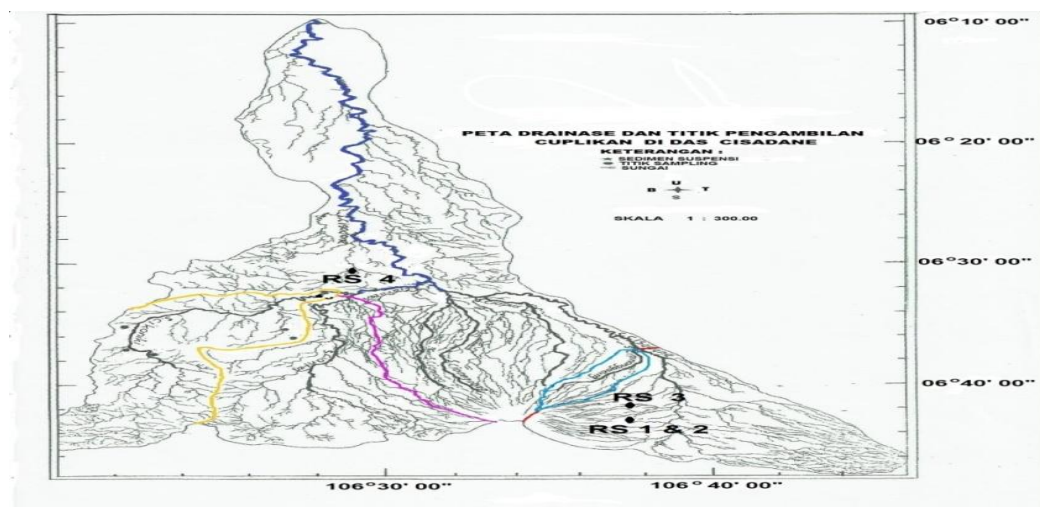 06° 10' 00"
PETA DRAINASE DAN TITIK PENGAMBILAN
CUPLIKAN DI DAS CISADANE
KETERANGAN :
SEDIMEN SUSPENSI
TITIK SAMPLING
SUNGAI
U
B T
S
SKALA 1 : 300.00
06° 20' 00"
06° 30' 00"
RS 4
06° 40' 00"
RS 3
RS 1 & 2
106° 30' 00"
106° 40' 00"